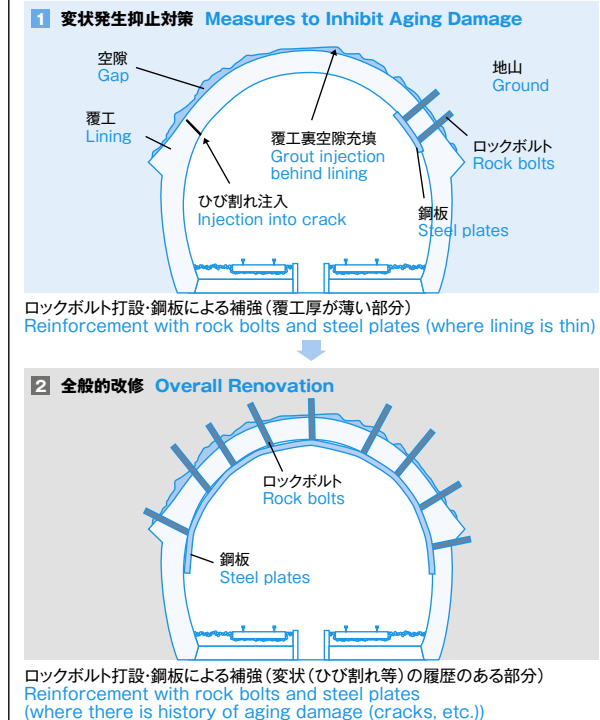 1 変状発生抑止対策 Measures to Inhibit Aging Damage
空隙
Gap
地山
Ground
覆工
Lining
覆工裏空隙充填
Grout injection
behind lining
ロックボルト
Rock bolts
ひび割れ注入
Injection into crack
鋼板
Steel plates
ロックボルト打設・鋼板による補強（覆工厚が薄い部分）
Reinforcement with rock bolts and steel plates (where lining is thin)
2 全般的改修 Overall Renovation
ロックボルト
Rock bolts
鋼板
Steel plates
ロックボルト打設・鋼板による補強（変状（ひび割れ等）の履歴のある部分）
Reinforcement with rock bolts and steel plates
(where there is history of aging damage (cracks, etc.))